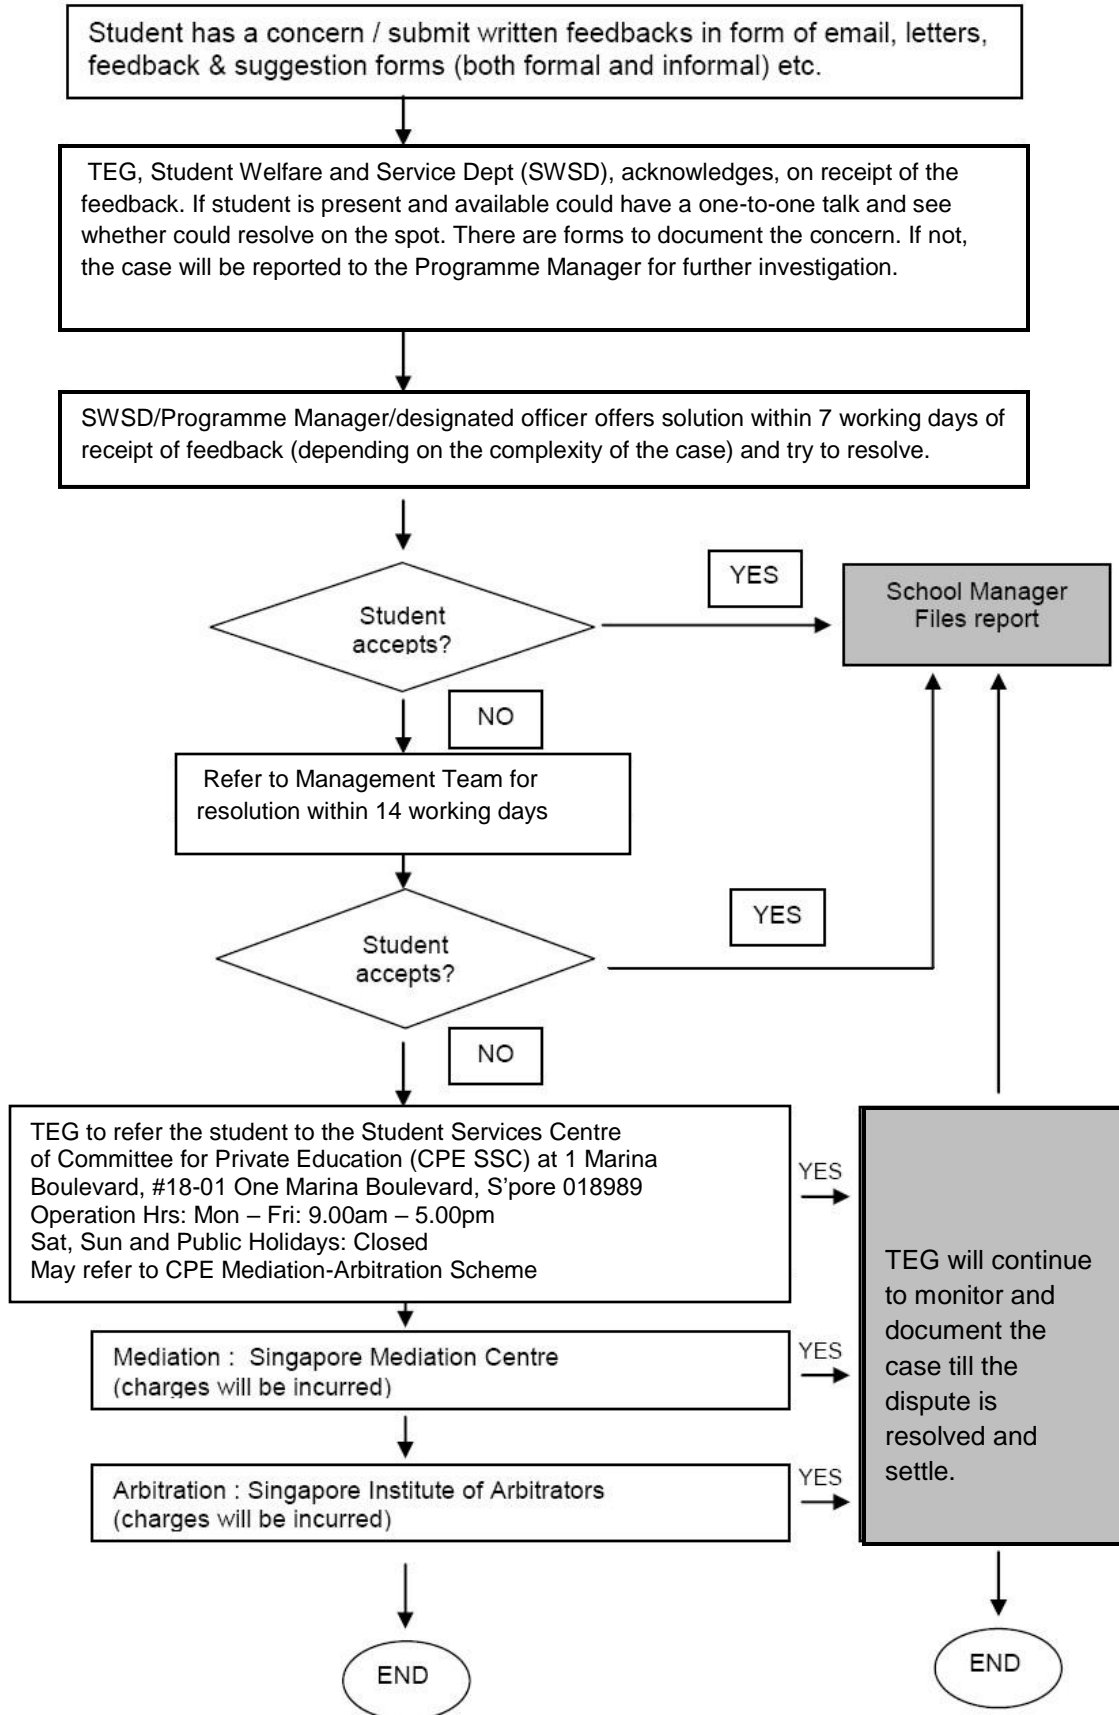 Student has a concern / submit written feedbacks in form of email, letters,
feedback & suggestion forms (both formal and informal) etc.
TEG, Student Welfare and Service Dept (SWSD), acknowledges, on receipt of the
feedback. If student is present and available could have a one-to-one talk and see
whether could resolve on the spot. There are forms to document the concern. If not,
the case will be reported to the Programme Manager for further investigation.
SWSD/Programme Manager/designated officer offers solution within 7 working days of
receipt of feedback (depending on the complexity of the case) and try to resolve.
Student
accepts?
YES
School Manager
Files report
NO
Refer to Management Team for
resolution within 14 working days
Student
accepts?
YES
NO
TEG to refer the student to the Student Services Centre
of Committee for Private Education (CPE SSC) at 1 Marina
Boulevard, #18-01 One Marina Boulevard, S’pore 018989
Operation Hrs: Mon – Fri: 9.00am – 5.00pm
Sat, Sun and Public Holidays: Closed
May refer to CPE Mediation-Arbitration Scheme
YES
Mediation : Singapore Mediation Centre
(charges will be incurred)
YES
Arbitration : Singapore Institute of Arbitrators
(charges will be incurred)
YES
TEG will continue
to monitor and
document the
case till the
dispute is
resolved and
settle.
END
END